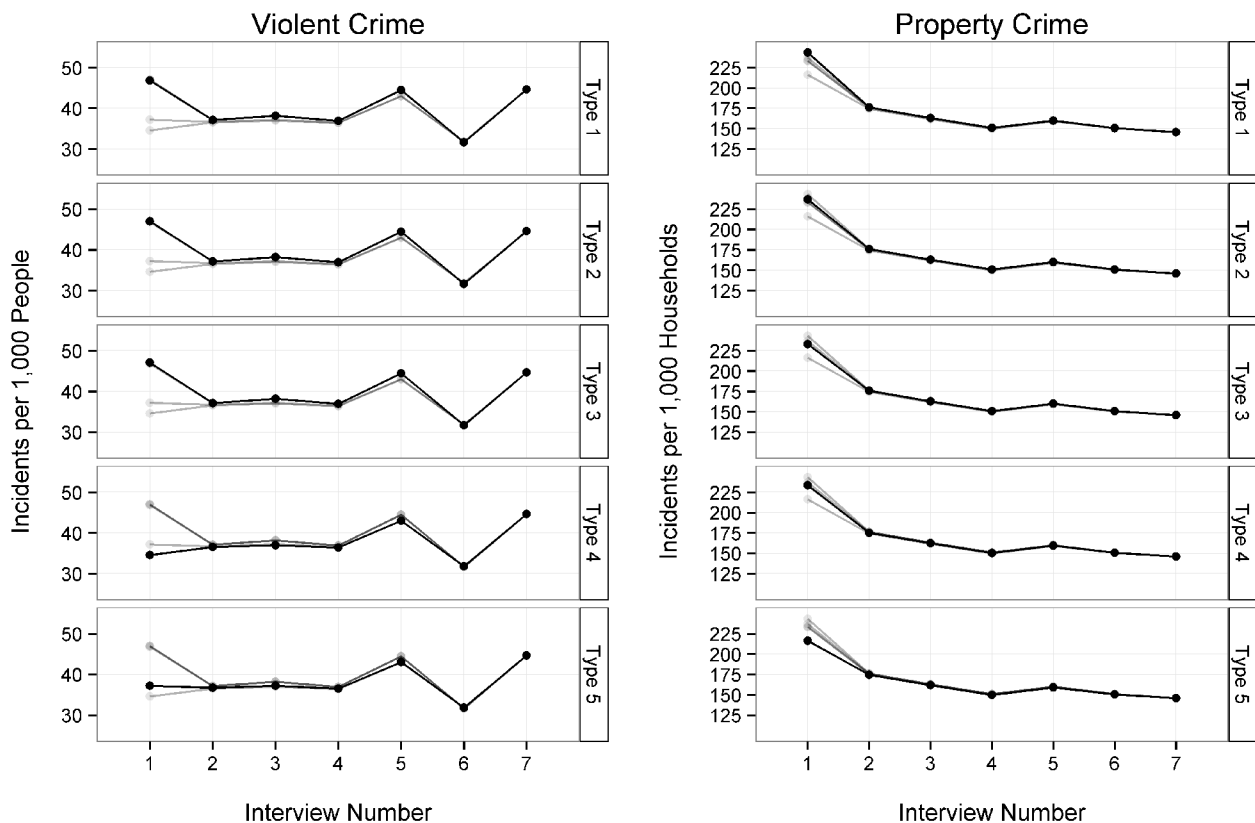 Violent Crime
Incidents per 1,000 People
50
40
30
Type 1
50
40
30
Type 2
50
40
30
Type 3
50
40
30
Type 4
50
40
30
Type 5
1 2 3 4 5 6 7
Interview Number
Property Crime
Incidents per 1,000 Households
225
200
175
150
125
Type 1
225
200
175
150
125
Type 2
225
200
175
150
125
Type 3
225
200
175
150
125
Type 4
225
200
175
150
125
Type 5
1 2 3 4 5 6 7
Interview Number